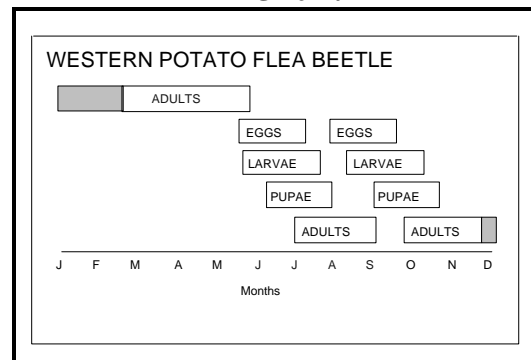 WESTERN POTATO FLEA BEETLE
ADULTS
EGGS EGGS
LARVAE LARVAE
PUPAE PUPAE
ADULTS ADULTS
J F M A M J J A S O N D
Months